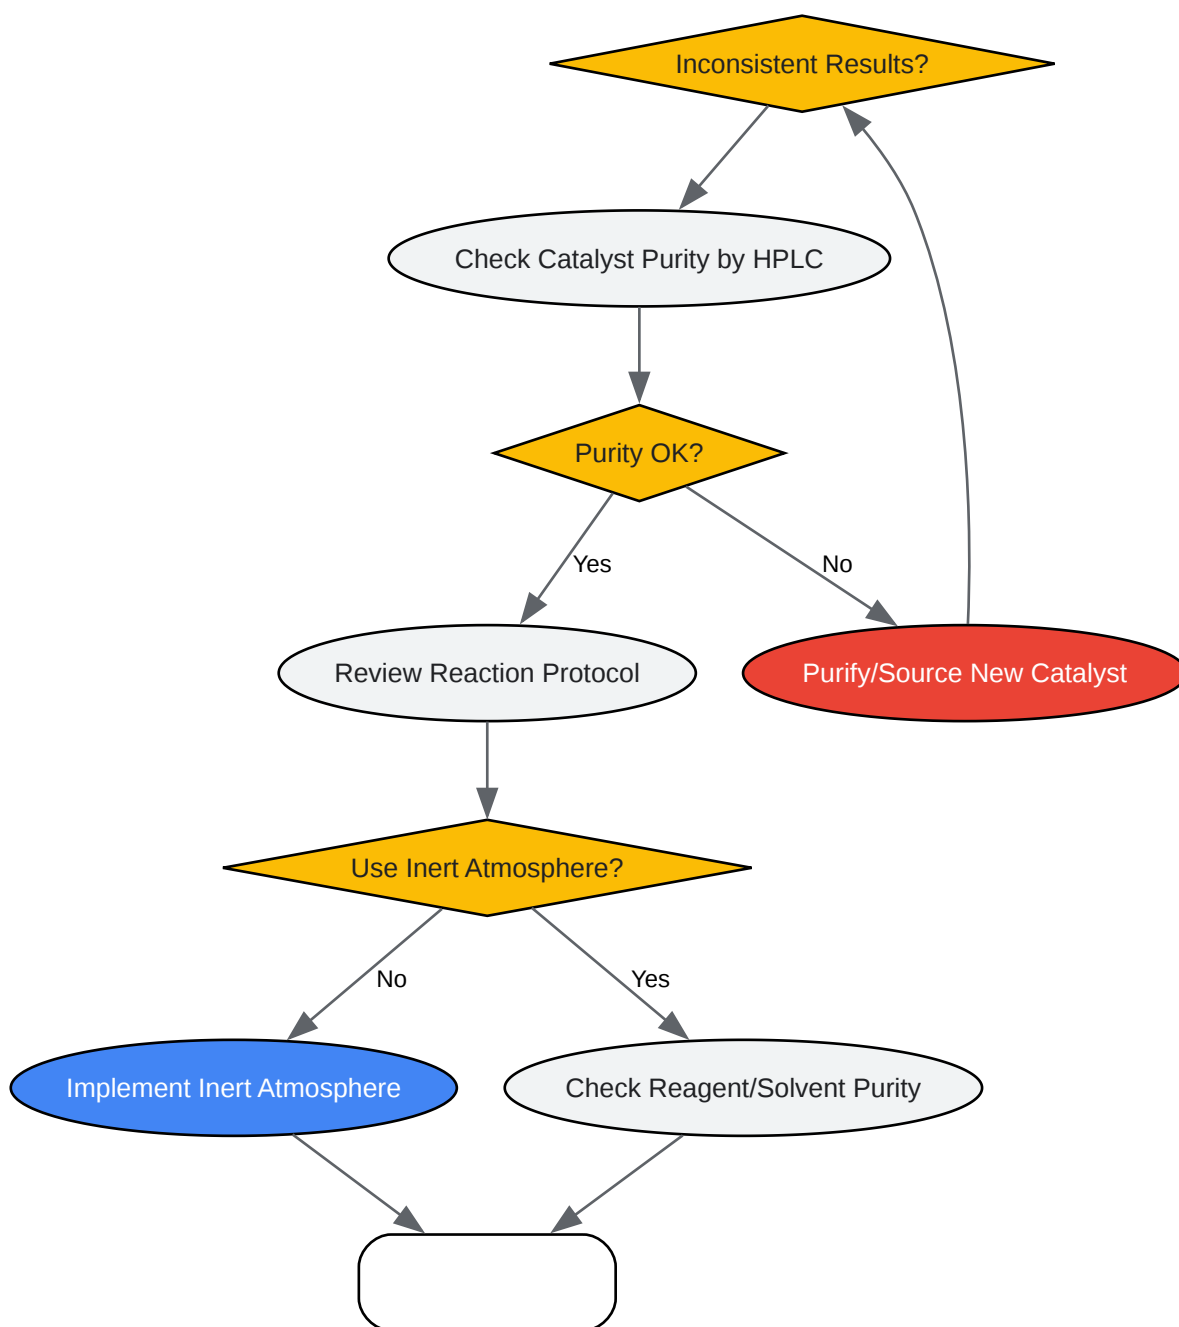 Inconsistent Results?
Check Catalyst Purity by HPLC
Purity OK?
Yes
No
Review Reaction Protocol
Purify/Source New Catalyst
Use Inert Atmosphere?
No
Yes
Implement Inert Atmosphere
Check Reagent/Solvent Purity